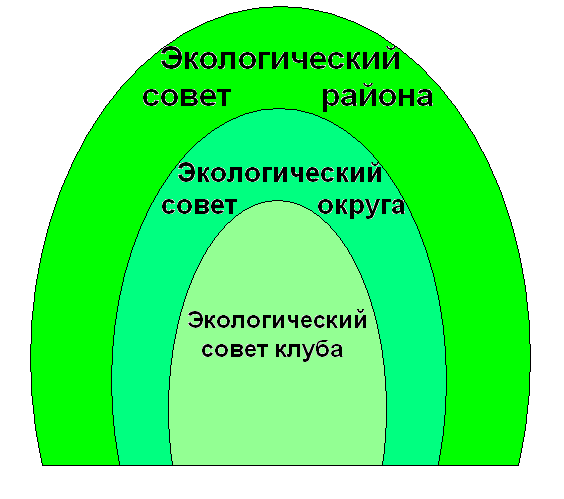 Экологический
совет района
Экологический
совет округа
Экологический
совет клуба